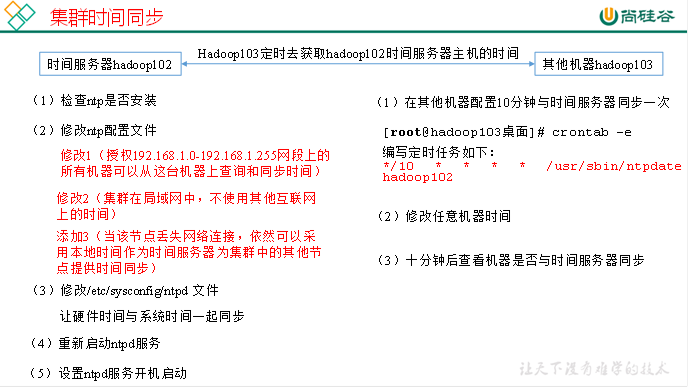 集群时间同步
尚硅谷
Hadoop103定时去获取hadoop102时间服务器主机的时间
时间服务器hadoop102
其他机器hadoop103
（1）检查ntp是否安装
（2）修改ntp配置文件
修改1（授权192.168.1.0-192.168.1.255网段上的
所有机器可以从这台机器上查询和同步时间）
修改2（集群在局域网中，不使用其他互联网
上的时间）
添加3（当该节点丢失网络连接，依然可以采
用本地时间作为时间服务器为集群中的其他节
点提供时间同步）
（3）修改/etc/sysconfig/ntpd 文件
让硬件时间与系统时间一起同步
（4）重新启动ntpd服务
（5）设置ntpd服务开机启动
（1）在其他机器配置10分钟与时间服务器同步一次
[root@hadoop103桌面]# crontab -e
编写定时任务如下：
*/10 * * * * /usr/sbin/ntpdate
hadoop102
（2）修改任意机器时间
（3）十分钟后查看机器是否与时间服务器同步
让天下没有难学的技术